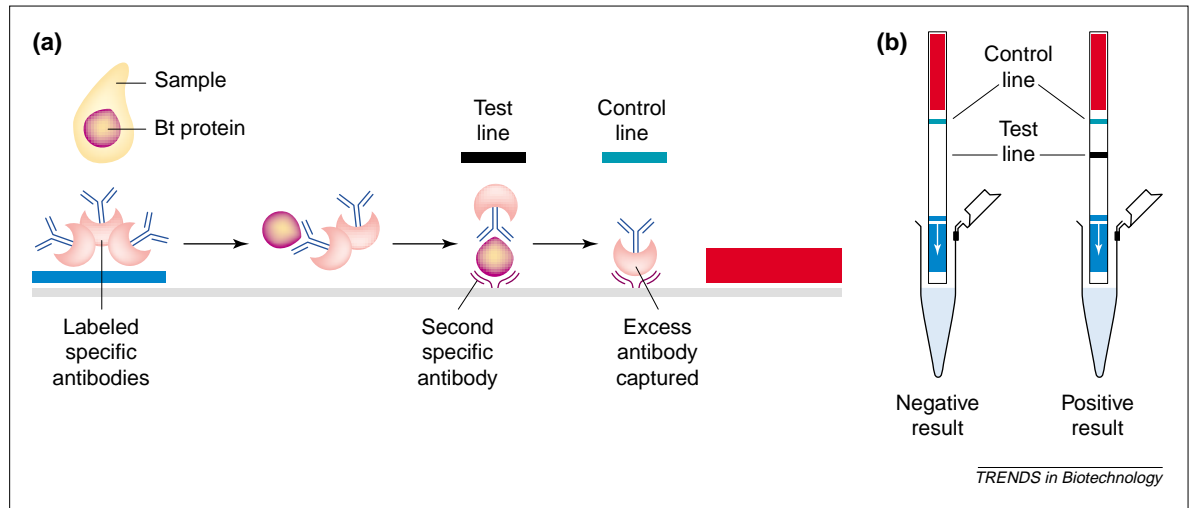 (a)
Sample
Bt protein
Test
line
Control
line
Labeled
specific
antibodies
Second
specific
antibody
Excess
antibody
captured
(b)
Control
line
Test
line
Negative
result
Positive
result
TRENDS in Biotechnology